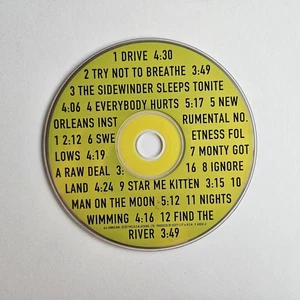 1 DRIVE 4:30
2 TRY NOT TO BREATHE 3:49
3 THE SIDEWINDER SLEEPS TONITE
4:06 4 EVERYBODY HURTS 5:17 5 NEW
ORLEANS INST RUMENTAL NO.
1 2:12 6 SWE ETNESS FOL
LOWS 4:19 7 MONTY GOT
A RAW DEAL 3: 16 8 IGNORE
LAND 4:24 9 STAR ME KITTEN 3:15 10
MAN ON THE MOON 5:12 11 NIGHTS
WIMMING 4:16 12 FIND THE
RIVER 3:49